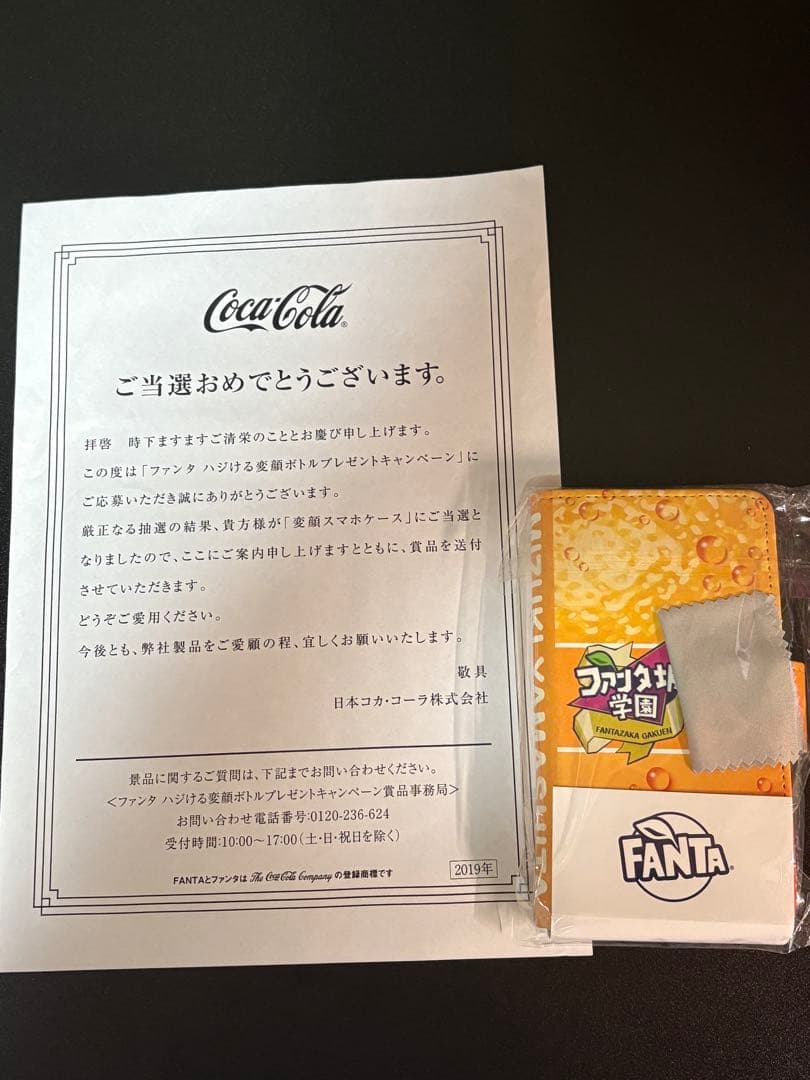 Coca-Cola®
ご当選おめでとうございます。
拝啓　時下ますますご清栄のこととお慶び申し上げます。
この度は「ファンタ ハジける変顔ボトルプレゼントキャンペーン」に
ご応募いただき誠にありがとうございます。
厳正なる抽選の結果、貴方様が「変顔スマホケース」にご当選と
なりましたので、ここにご案内申し上げますとともに、賞品を送付
させていただきます。
どうぞご愛用ください。
今後とも、弊社製品をご愛顧の程、宜しくお願いいたします。
敬具
日本コカ・コーラ株式会社
景品に関するご質問は、下記までお問い合わせください。
＜ファンタ ハジける変顔ボトルプレゼントキャンペーン賞品事務局＞
お問い合わせ電話番号:0120-236-624
受付時間:10:00～17:00（土・日・祝日を除く）
FANTAとファンタは The Coca-Cola Company の登録商標です
2019年
MIZUKI YAMASHITA
ファンタ坂
学園
FANTAZAKA GAKUEN
FANTA®